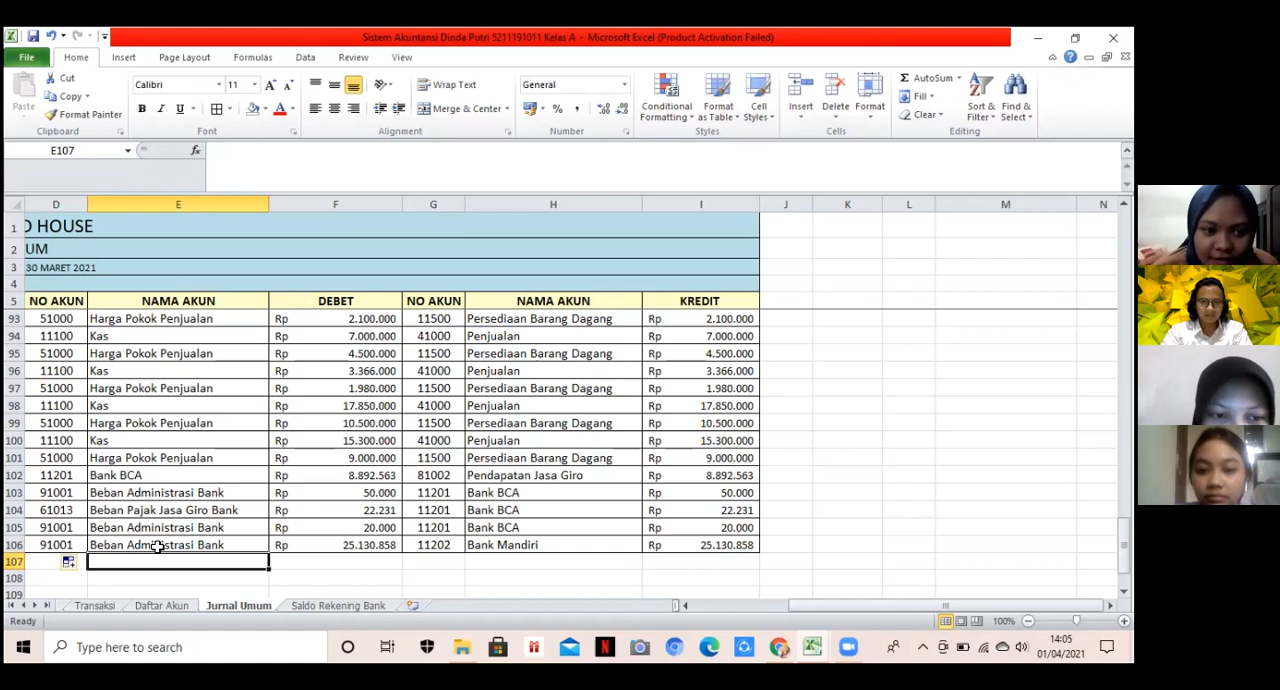 Sistem Akuntansi Dinda Putri 5211191011 Kelas A - Microsoft Excel (Product Activation Failed)
File Home Insert Page Layout Formulas Data Review View
Cut
Copy
Format Painter
Paste
Clipboard
Calibri 11
B I U
Font
Wrap Text
Merge & Center
Alignment
General
Number
Conditional Formatting
Format as Table
Cell Styles
Styles
Insert Delete Format
Cells
AutoSum
Fill
Clear
Sort & Filter
Find & Select
Editing
E107 fx
D E F G H I J K L M N
1 O HOUSE
2 UM
3 30 MARET 2021
4
5 NO AKUN NAMA AKUN DEBET NO AKUN NAMA AKUN KREDIT
93 51000 Harga Pokok Penjualan Rp 2.100.000 11500 Persediaan Barang Dagang Rp 2.100.000
94 11100 Kas Rp 7.000.000 41000 Penjualan Rp 7.000.000
95 51000 Harga Pokok Penjualan Rp 4.500.000 11500 Persediaan Barang Dagang Rp 4.500.000
96 11100 Kas Rp 3.366.000 41000 Penjualan Rp 3.366.000
97 51000 Harga Pokok Penjualan Rp 1.980.000 11500 Persediaan Barang Dagang Rp 1.980.000
98 11100 Kas Rp 17.850.000 41000 Penjualan Rp 17.850.000
99 51000 Harga Pokok Penjualan Rp 10.500.000 11500 Persediaan Barang Dagang Rp 10.500.000
100 11100 Kas Rp 15.300.000 41000 Penjualan Rp 15.300.000
101 51000 Harga Pokok Penjualan Rp 9.000.000 11500 Persediaan Barang Dagang Rp 9.000.000
102 11201 Bank BCA Rp 8.892.563 81002 Pendapatan Jasa Giro Rp 8.892.563
103 91001 Beban Administrasi Bank Rp 50.000 11201 Bank BCA Rp 50.000
104 61013 Beban Pajak Jasa Giro Bank Rp 22.231 11201 Bank BCA Rp 22.231
105 91001 Beban Administrasi Bank Rp 20.000 11201 Bank BCA Rp 20.000
106 91001 Beban Administrasi Bank Rp 25.130.858 11202 Bank Mandiri Rp 25.130.858
107
108
109
Transaksi Daftar Akun Jurnal Umum Saldo Rekening Bank
Ready 100%
Type here to search
14:05
01/04/2021